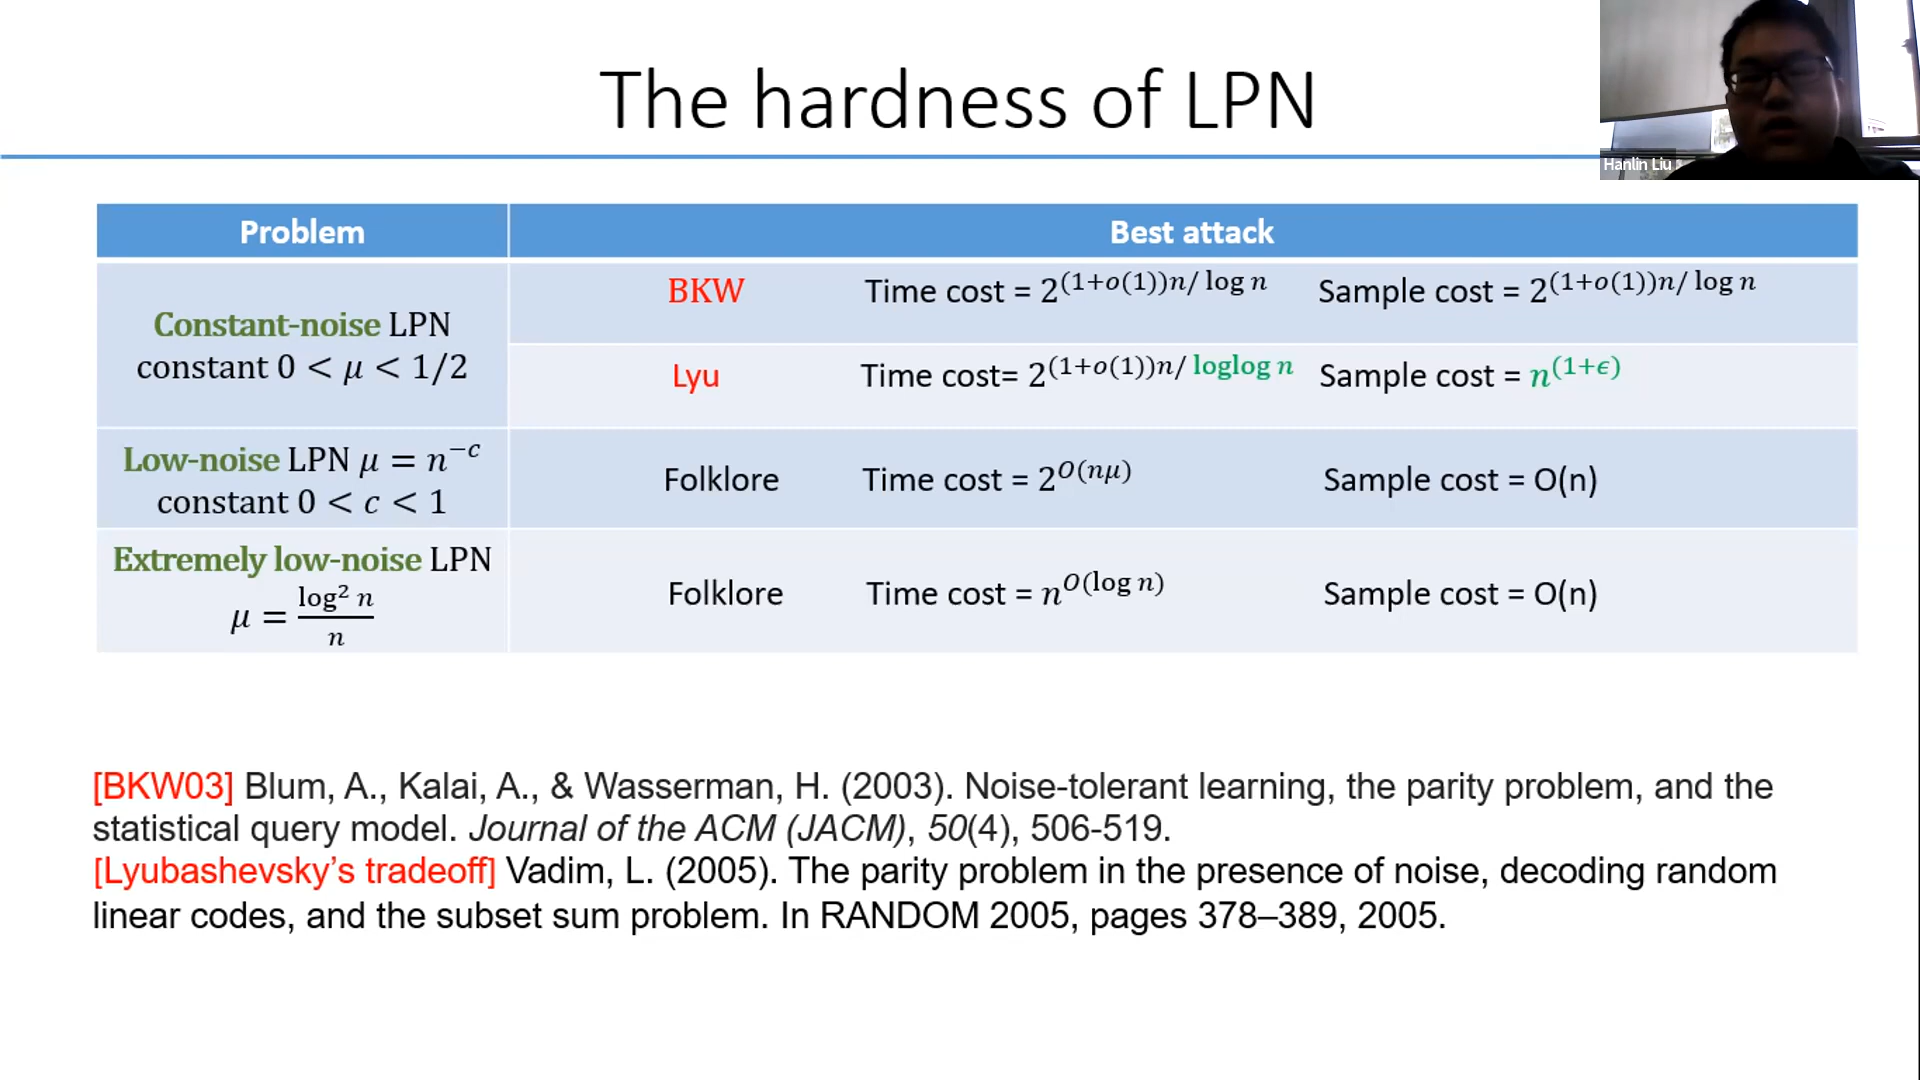 The hardness of LPN
Hanlin Liu
Problem
Best attack
Constant-noise LPN
constant 0 < μ < 1/2
BKW Time cost = 2^{(1+o(1))n/ log n} Sample cost = 2^{(1+o(1))n/ log n}
Lyu Time cost= 2^{(1+o(1))n/ loglog n} Sample cost = n^{(1+ϵ)}
Low-noise LPN μ = n^{−c}
constant 0 < c < 1
Folklore Time cost = 2^{O(nμ)} Sample cost = O(n)
Extremely low-noise LPN
μ = \frac{log^2 n}{n}
Folklore Time cost = n^{O(log n)} Sample cost = O(n)
[BKW03] Blum, A., Kalai, A., & Wasserman, H. (2003). Noise-tolerant learning, the parity problem, and the
statistical query model. Journal of the ACM (JACM), 50(4), 506-519.
[Lyubashevsky’s tradeoff] Vadim, L. (2005). The parity problem in the presence of noise, decoding random
linear codes, and the subset sum problem. In RANDOM 2005, pages 378–389, 2005.